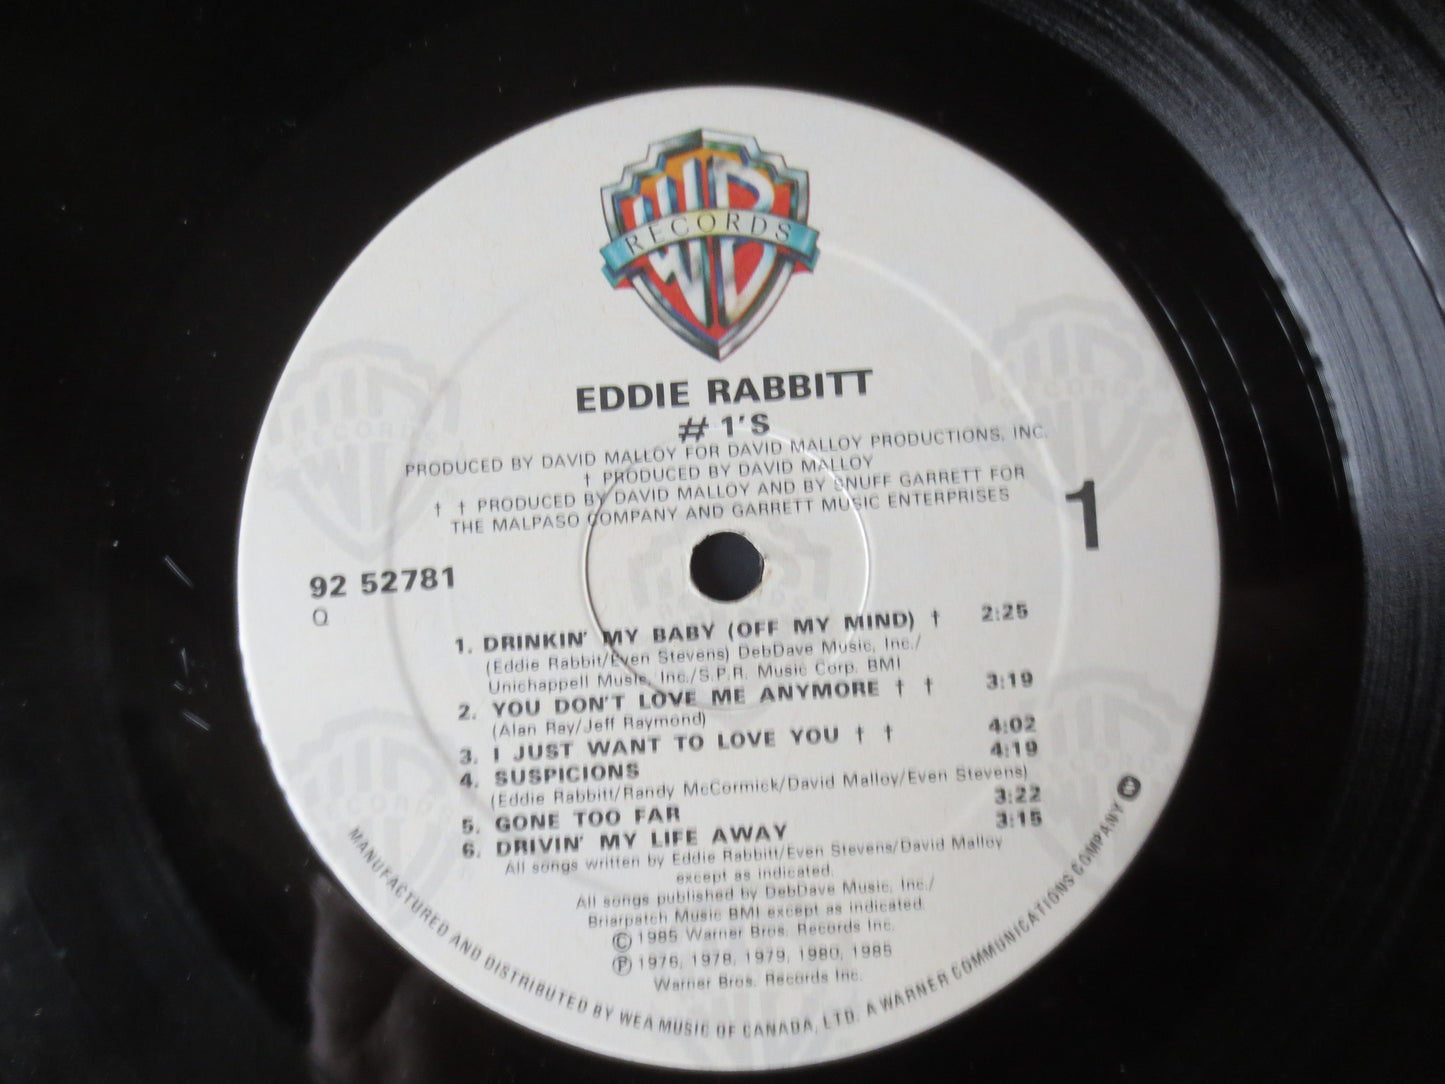 WB
RECORDS
EDDIE RABBITT
# 1'S
PRODUCED BY DAVID MALLOY FOR DAVID MALLOY PRODUCTIONS, INC.
† PRODUCED BY DAVID MALLOY
† † PRODUCED BY DAVID MALLOY AND BY SNUFF GARRETT FOR
THE MALPASO COMPANY AND GARRETT MUSIC ENTERPRISES
1
92 52781
Q
1. DRINKIN' MY BABY (OFF MY MIND) † 2:25
(Eddie Rabbit/Even Stevens) DebDave Music, Inc./
Unichappell Music, Inc./S.P.R. Music Corp. BMI
2. YOU DON'T LOVE ME ANYMORE † † 3:19
(Alan Ray/Jeff Raymond)
3. I JUST WANT TO LOVE YOU † † 4:02
4. SUSPICIONS 4:19
(Eddie Rabbitt/Randy McCormick/David Malloy/Even Stevens)
5. GONE TOO FAR 3:22
6. DRIVIN' MY LIFE AWAY 3:15
All songs written by Eddie Rabbitt/Even Stevens/David Malloy
except as indicated.
All songs published by DebDave Music, Inc./
Briarpatch Music BMI except as indicated.
© 1985 Warner Bros. Records Inc.
℗ 1976, 1978, 1979, 1980, 1985
Warner Bros. Records Inc.
MANUFACTURED AND DISTRIBUTED BY WEA MUSIC OF CANADA, LTD. A WARNER COMMUNICATIONS COMPANY